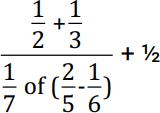 1/2 + 1/3
1/7 of (2/5 - 1/6) + ½